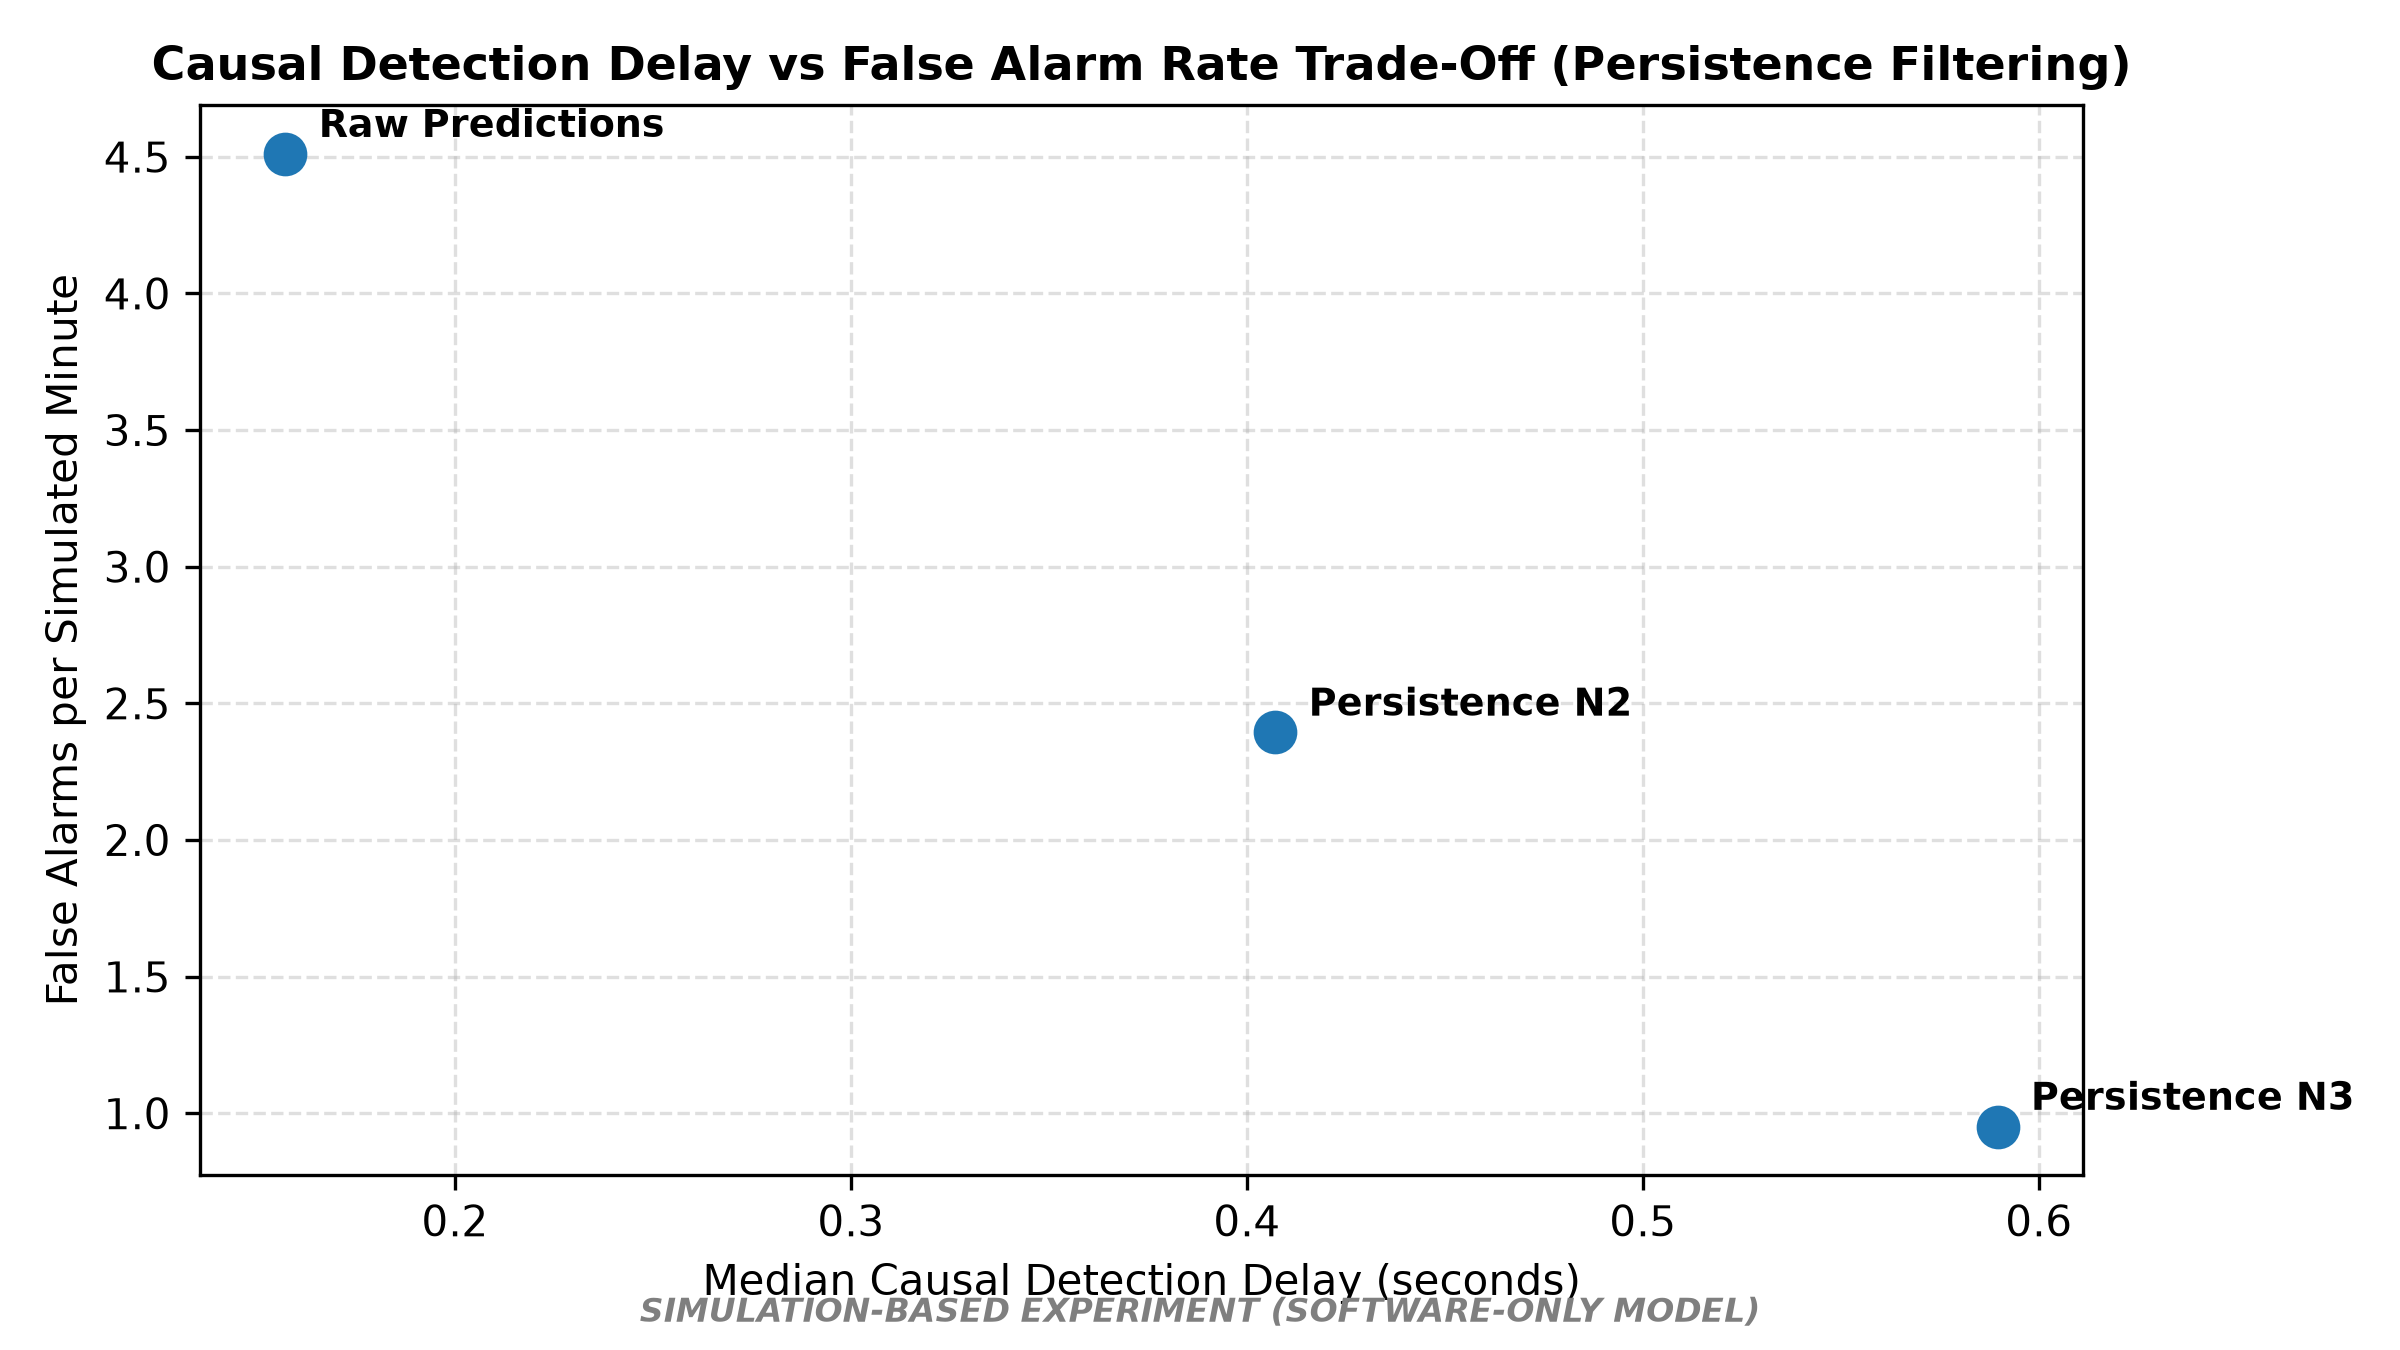 Causal Detection Delay vs False Alarm Rate Trade-Off (Persistence Filtering)
Raw Predictions
Persistence N2
Persistence N3
False Alarms per Simulated Minute
4.5
4.0
3.5
3.0
2.5
2.0
1.5
1.0
0.2
0.3
0.4
0.5
0.6
Median Causal Detection Delay (seconds)
SIMULATION-BASED EXPERIMENT (SOFTWARE-ONLY MODEL)